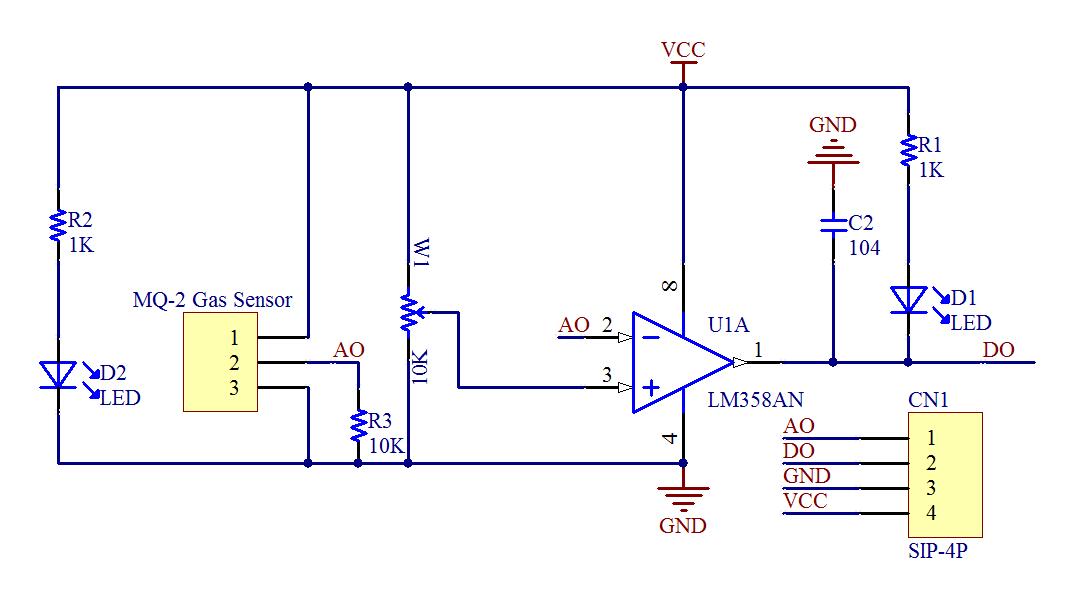 VCC
GND
R1
1K
R2
1K
C2
104
W1
10K
MQ-2 Gas Sensor
1
2
3
AO
R3
10K
D2
LED
AO
2
3
8
4
1
U1A
LM358AN
D1
LED
DO
GND
CN1
AO
1
DO
2
GND
3
VCC
4
SIP-4P